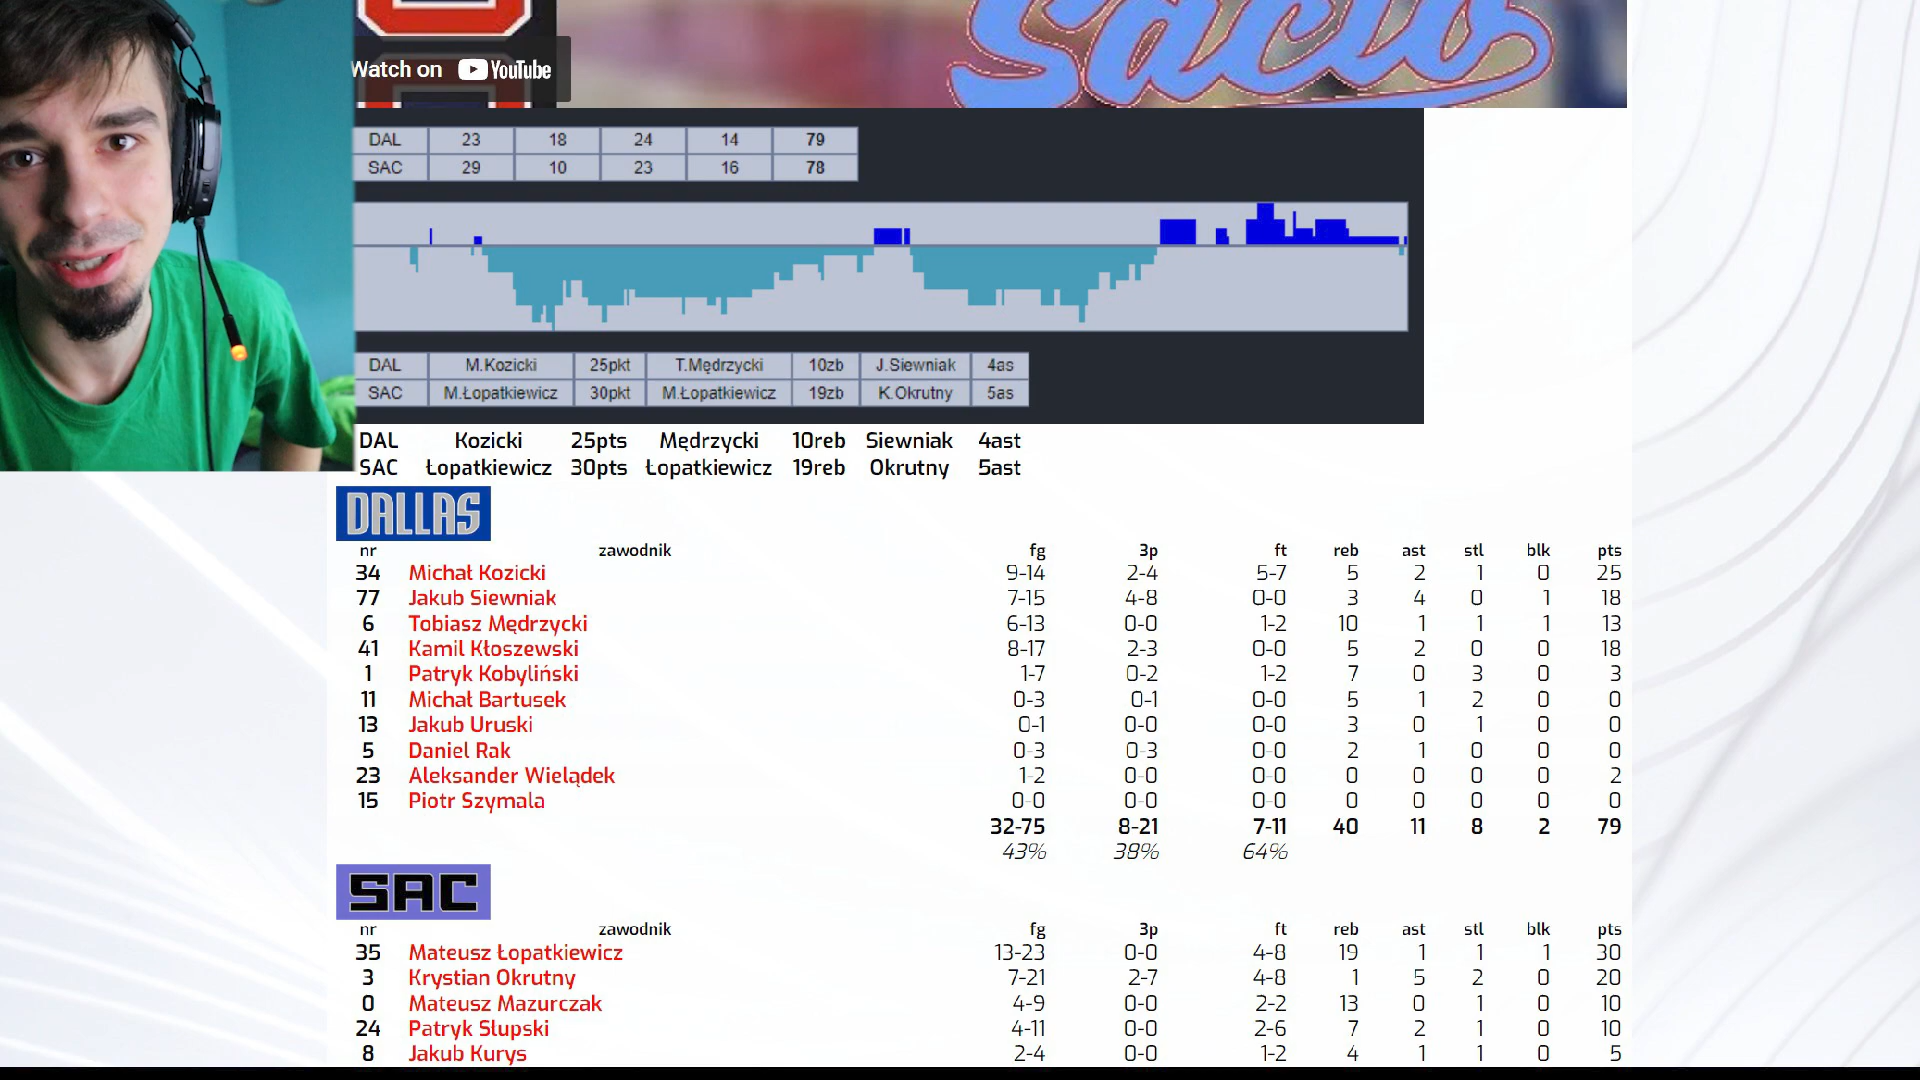 Sacto
Watch on YouTube
DAL 23 18 24 14 79
SAC 29 10 23 16 78
DAL M.Kozicki 25pkt T.Mędrzycki 10zb J.Siewniak 4as
SAC M.Łopatkiewicz 30pkt M.Łopatkiewicz 19zb K.Okrutny 5as
DAL Kozicki 25pts Mędrzycki 10reb Siewniak 4ast
SAC Łopatkiewicz 30pts Łopatkiewicz 19reb Okrutny 5ast
DALLAS
nr zawodnik fg 3p ft reb ast stl blk pts
34 Michał Kozicki 9-14 2-4 5-7 5 2 1 0 25
77 Jakub Siewniak 7-15 4-8 0-0 3 4 0 1 18
6 Tobiasz Mędrzycki 6-13 0-0 1-2 10 1 1 1 13
41 Kamil Kłoszewski 8-17 2-3 0-0 5 2 0 0 18
1 Patryk Kobyliński 1-7 0-2 1-2 7 0 3 0 3
11 Michał Bartusek 0-3 0-1 0-0 5 1 2 0 0
13 Jakub Uruski 0-1 0-0 0-0 3 0 1 0 0
5 Daniel Rak 0-3 0-3 0-0 2 1 0 0 0
23 Aleksander Wielądek 1-2 0-0 0-0 0 0 0 0 2
15 Piotr Szymala 0-0 0-0 0-0 0 0 0 0 0
32-75 8-21 7-11 40 11 8 2 79
43% 38% 64%
SAC
nr zawodnik fg 3p ft reb ast stl blk pts
35 Mateusz Łopatkiewicz 13-23 0-0 4-8 19 1 1 1 30
3 Krystian Okrutny 7-21 2-7 4-8 1 5 2 0 20
0 Mateusz Mazurczak 4-9 0-0 2-2 13 0 1 0 10
24 Patryk Slupski 4-11 0-0 2-6 7 2 1 0 10
8 Jakub Kurys 2-4 0-0 1-2 4 1 1 0 5